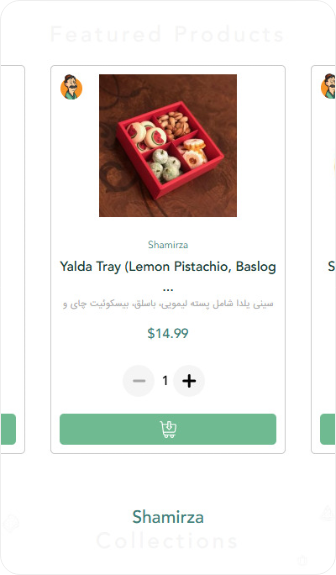 Featured Products
Shamirza
Yalda Tray (Lemon Pistachio, Baslog
...
سینی یلدا شامل پسته لیمویی، باسلق، بیسکوئیت چای و
$14.99
1
S
Shamirza
Collections